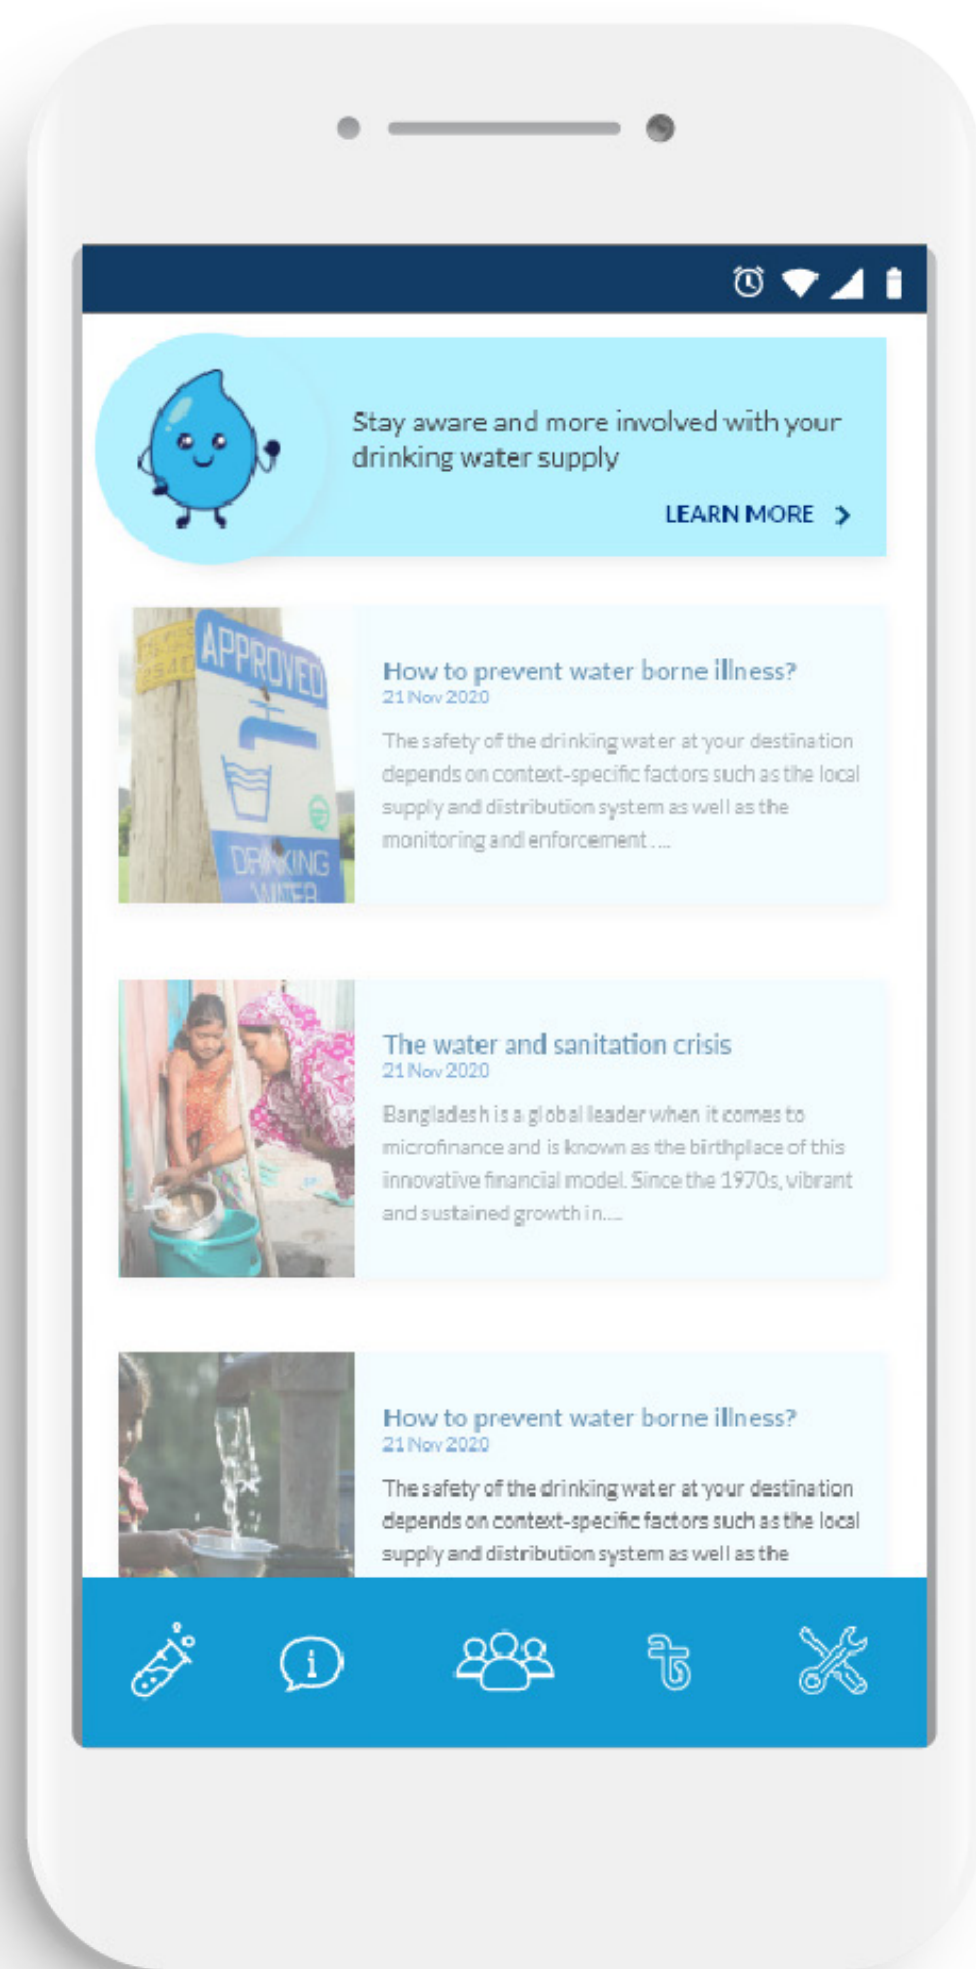 Stay aware and more involved with your
drinking water supply
LEARN MORE
APPROVED
DRINKING
WATER
How to prevent water borne illness?
21 Nov 2020
The safety of the drinking water at your destination
depends on context-specific factors such as the local
supply and distribution system as well as the
monitoring and enforcement ....
The water and sanitation crisis
21 Nov 2020
Bangladesh is a global leader when it comes to
microfinance and is known as the birthplace of this
innovative financial model. Since the 1970s, vibrant
and sustained growth in....
How to prevent water borne illness?
21 Nov 2020
The safety of the drinking water at your destination
depends on context-specific factors such as the local
supply and distribution system as well as the
i
৳